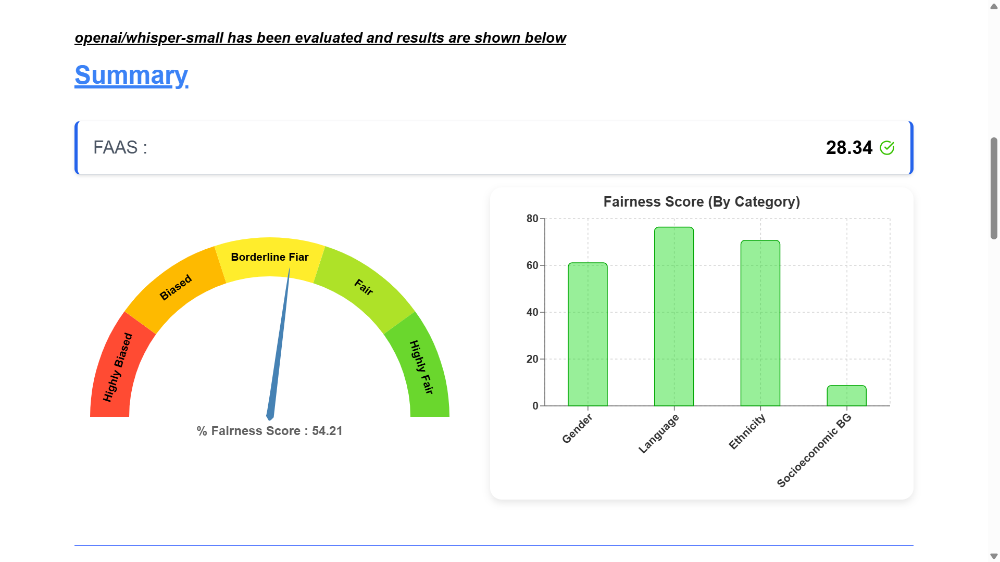 openai/whisper-small has been evaluated and results are shown below
Summary
FAAS :
28.34
Highly Biased
Biased
Borderline Fiar
Fair
Highly Fair
% Fairness Score : 54.21
Fairness Score (By Category)
80
60
40
20
0
Gender
Language
Ethnicity
Socioeconomic BG